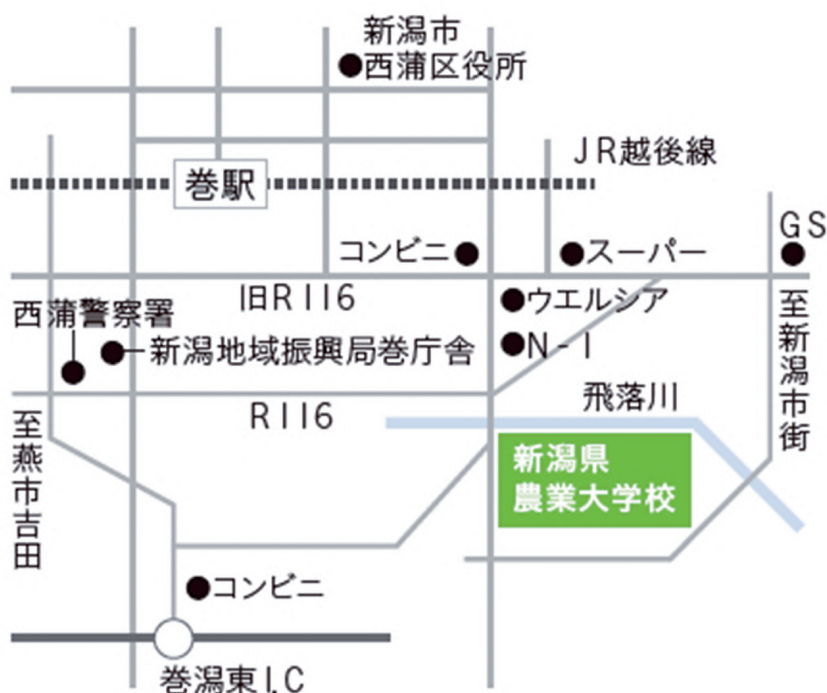 新潟市
西蒲区役所
JR越後線
巻駅
GS
コンビニ
スーパー
旧R116
ウエルシア
西蒲警察署
新潟地域振興局巻庁舎
N-1
至新潟市街
R116
飛落川
至燕市吉田
新潟県
農業大学校
コンビニ
巻潟東I.C